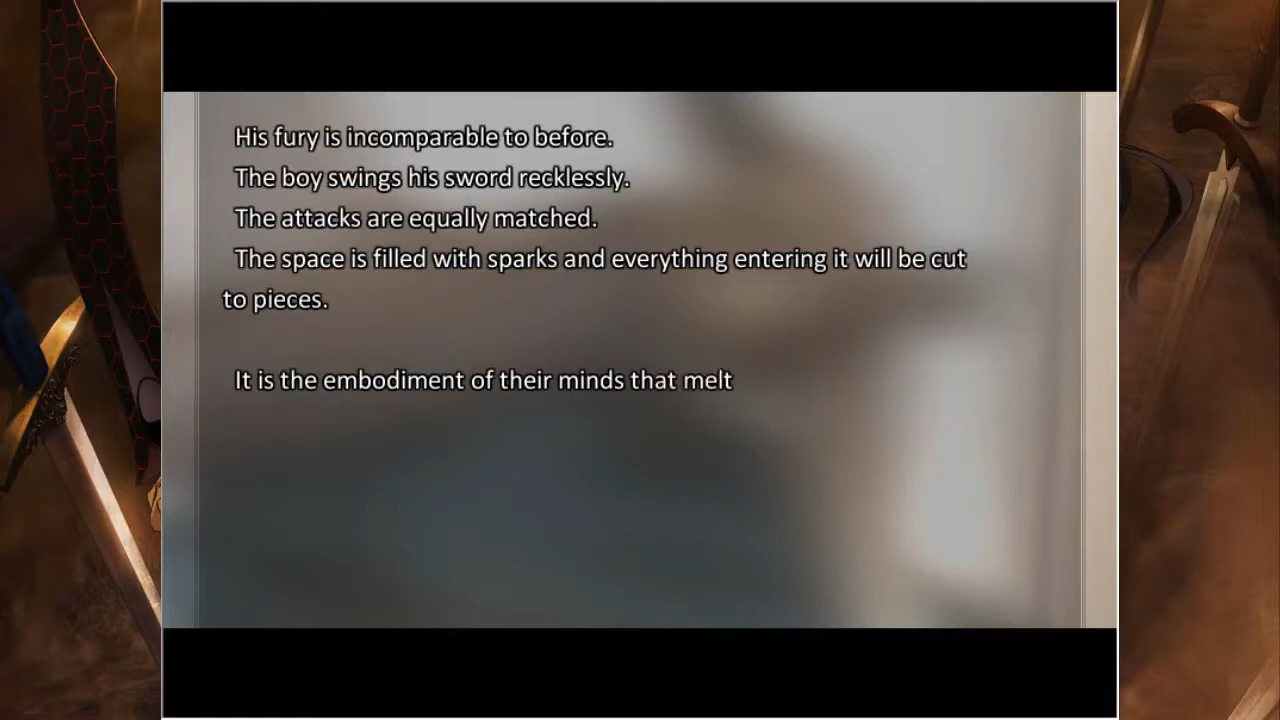 His fury is incomparable to before.
The boy swings his sword recklessly.
The attacks are equally matched.
The space is filled with sparks and everything entering it will be cut
to pieces.
It is the embodiment of their minds that melt